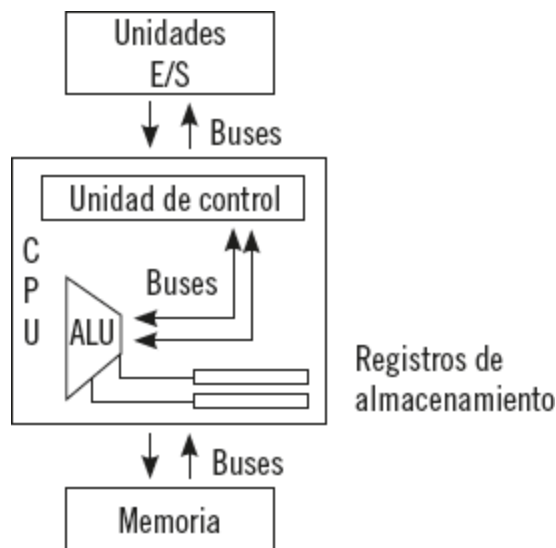 Unidades
E/S
Buses
Unidad de control
C
P
U
Buses
ALU
Registros de
almacenamiento
Buses
Memoria